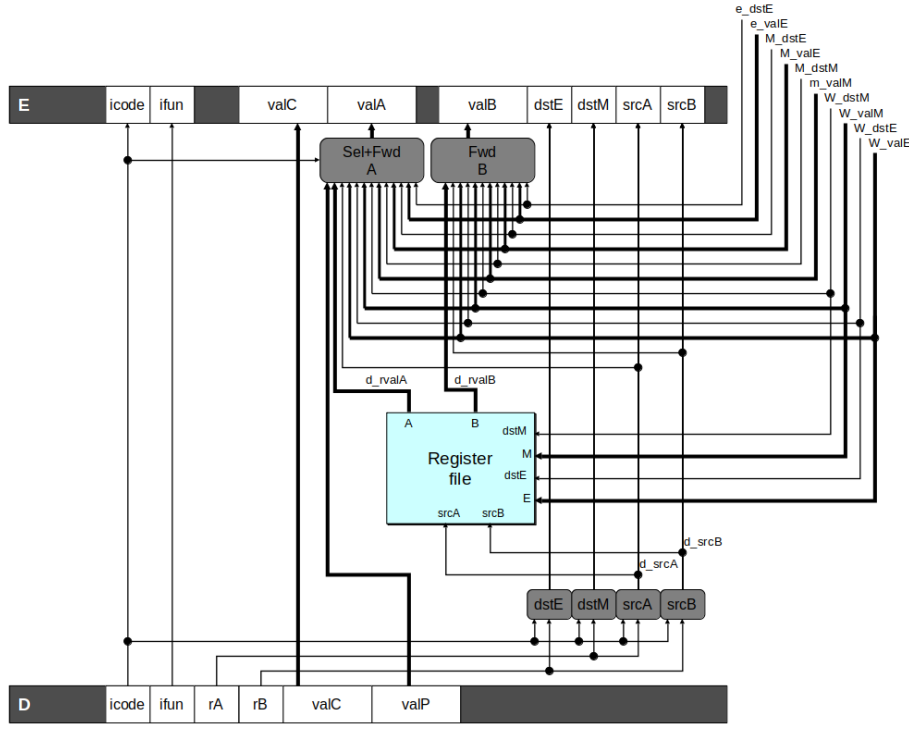 e_dstE
e_valE
M_dstE
M_valE
M_dstM
m_valM
W_dstM
W_valM
W_dstE
W_valE
E icode ifun valC valA valB dstE dstM srcA srcB
Sel+Fwd
A
Fwd
B
d_rvalA d_rvalB
A B
dstM
M
Register
file
dstE
E
srcA srcB
d_srcB
d_srcA
dstE dstM srcA srcB
D icode ifun rA rB valC valP